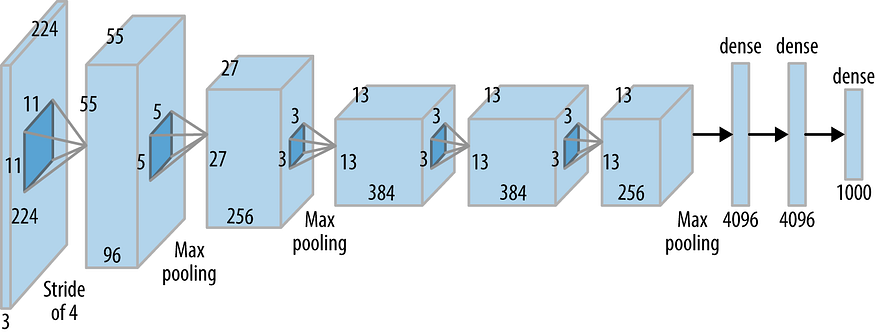 224
11
11
224
3
Stride
of 4
55
55
5
5
96
Max
pooling
27
27
3
3
256
Max
pooling
13
13
3
3
384
13
13
3
3
384
13
13
256
Max
pooling
dense
4096
dense
4096
dense
1000